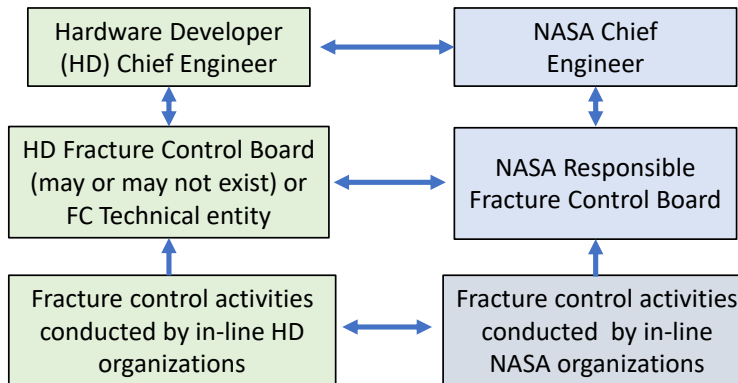 Hardware Developer
(HD) Chief Engineer
NASA Chief
Engineer
HD Fracture Control Board
(may or may not exist) or
FC Technical entity
NASA Responsible
Fracture Control Board
Fracture control activities
conducted by in-line HD
organizations
Fracture control activities
conducted by in-line
NASA organizations